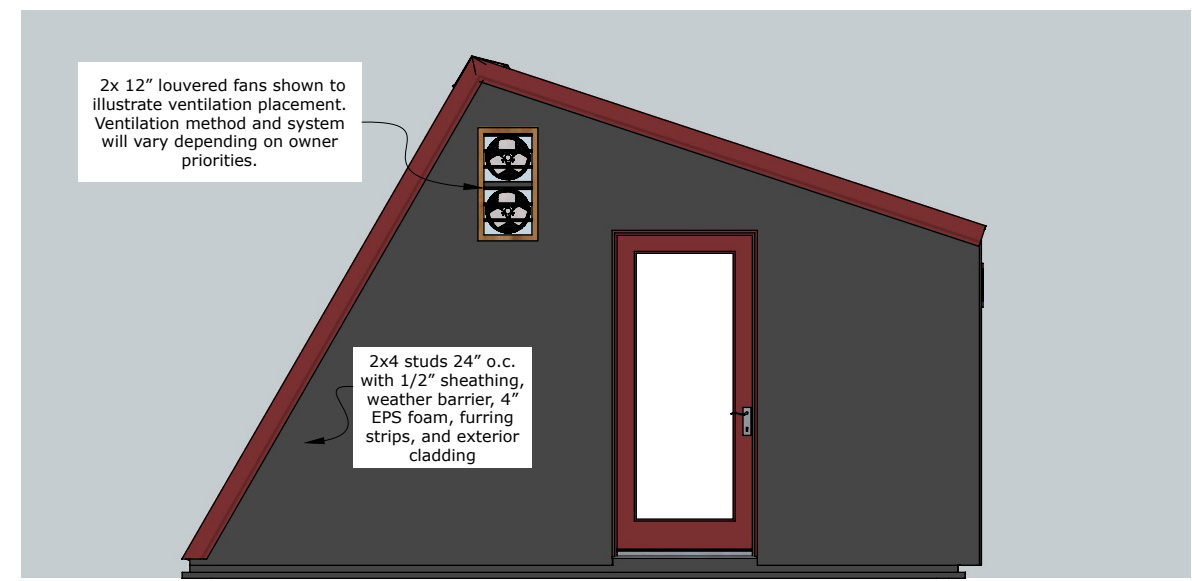 2x 12” louvered fans shown to
illustrate ventilation placement.
Ventilation method and system
will vary depending on owner
priorities.
2x4 studs 24” o.c.
with 1/2” sheathing,
weather barrier, 4”
EPS foam, furring
strips, and exterior
cladding